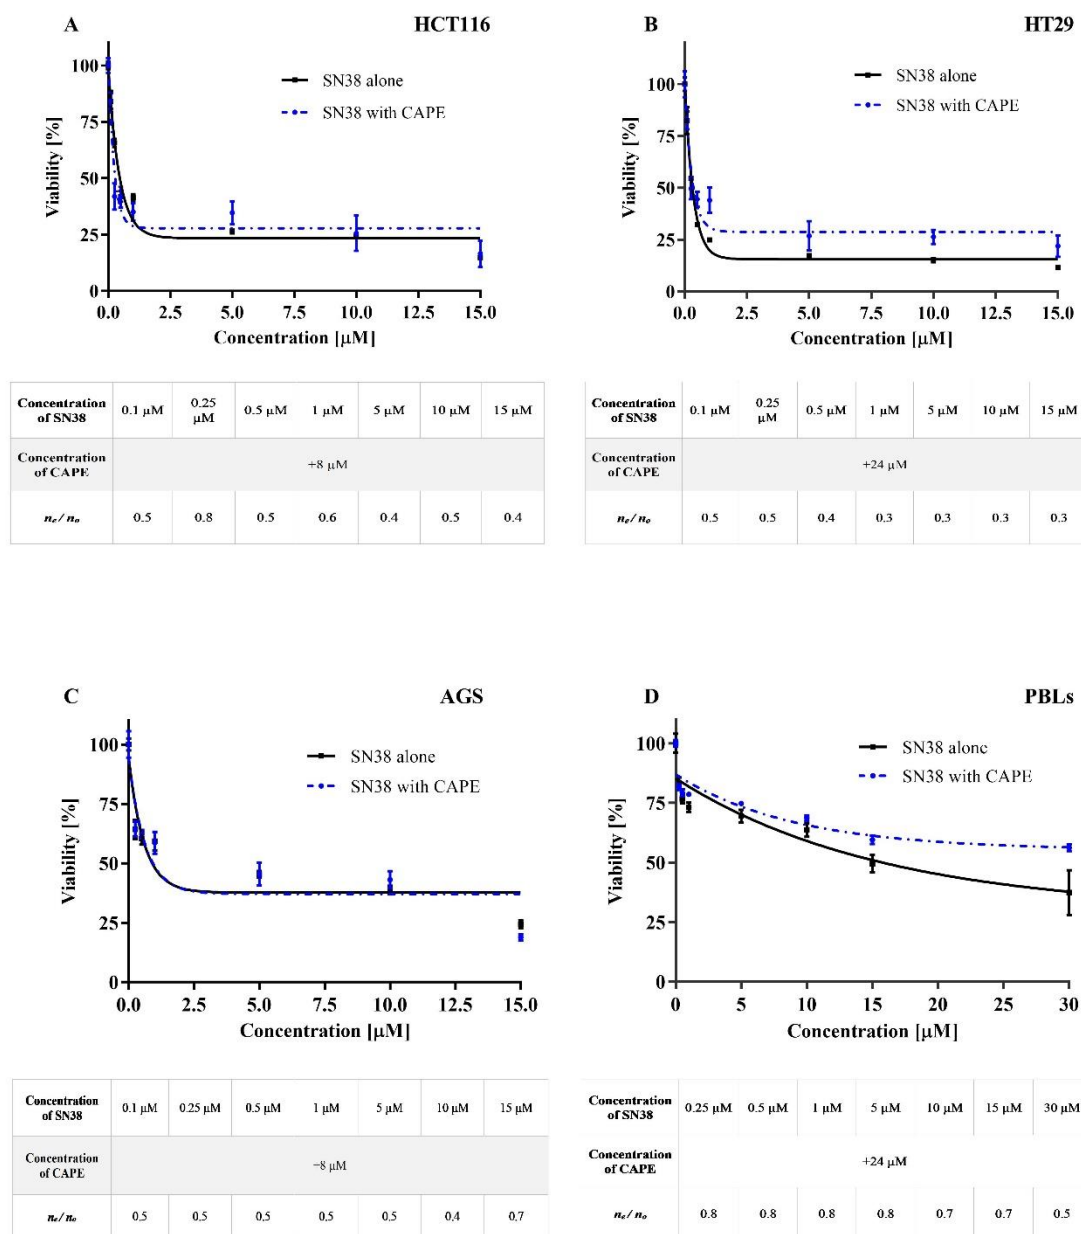 A HCT116
SN38 alone
SN38 with CAPE
Viability [%]
100
75
50
25
0
0.0 2.5 5.0 7.5 10.0 12.5 15.0
Concentration [μM]
Concentration of SN38 0.1 μM 0.25 μM 0.5 μM 1 μM 5 μM 10 μM 15 μM
Concentration of CAPE +8 μM
nₑ/nₒ 0.5 0.8 0.5 0.6 0.4 0.5 0.4
B HT29
SN38 alone
SN38 with CAPE
Viability [%]
100
75
50
25
0
0.0 2.5 5.0 7.5 10.0 12.5 15.0
Concentration [μM]
Concentration of SN38 0.1 μM 0.25 μM 0.5 μM 1 μM 5 μM 10 μM 15 μM
Concentration of CAPE +24 μM
nₑ/nₒ 0.5 0.5 0.4 0.3 0.3 0.3 0.3
C AGS
SN38 alone
SN38 with CAPE
Viability [%]
100
75
50
25
0
0.0 2.5 5.0 7.5 10.0 12.5 15.0
Concentration [μM]
Concentration of SN38 0.1 μM 0.25 μM 0.5 μM 1 μM 5 μM 10 μM 15 μM
Concentration of CAPE +8 μM
nₑ/nₒ 0.5 0.5 0.5 0.5 0.5 0.4 0.7
D PBLs
SN38 alone
SN38 with CAPE
Viability [%]
100
75
50
25
0
0 5 10 15 20 25 30
Concentration [μM]
Concentration of SN38 0.25 μM 0.5 μM 1 μM 5 μM 10 μM 15 μM 30 μM
Concentration of CAPE +24 μM
nₑ/nₒ 0.8 0.8 0.8 0.8 0.7 0.7 0.5